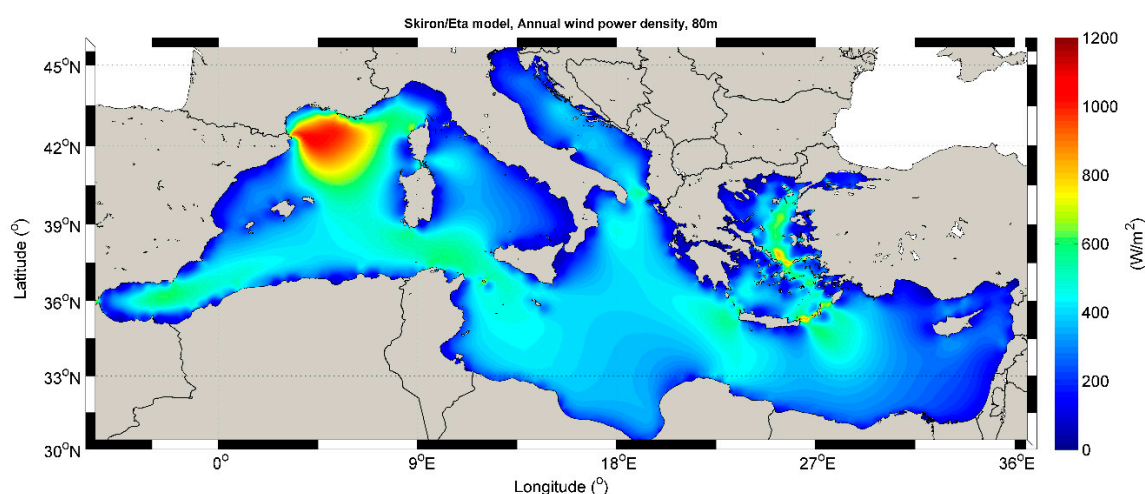 Skiron/Eta model, Annual wind power density, 80m
45°N
42°N
39°N
36°N
33°N
30°N
Latitude (°)
0°
9°E
18°E
27°E
36°E
Longitude (°)
1200
1000
800
600
400
200
0
(W/m²)